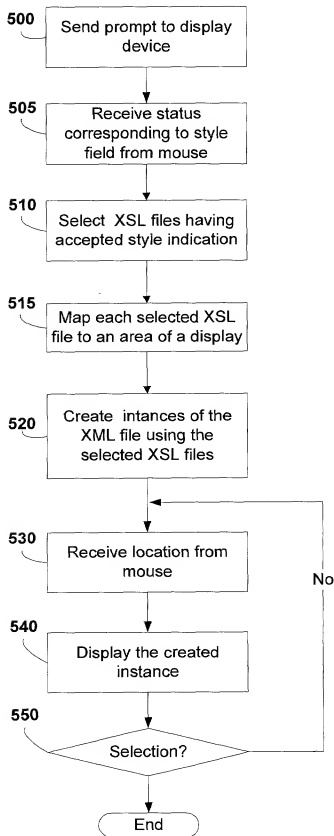 500
Send prompt to display
device
505
Receive status
corresponding to style
field from mouse
510
Select XSL files having
accepted style indication
515
Map each selected XSL
file to an area of a display
520
Create intances of the
XML file using the
selected XSL files
530
Receive location from
mouse
No
540
Display the created
instance
550
Selection?
End